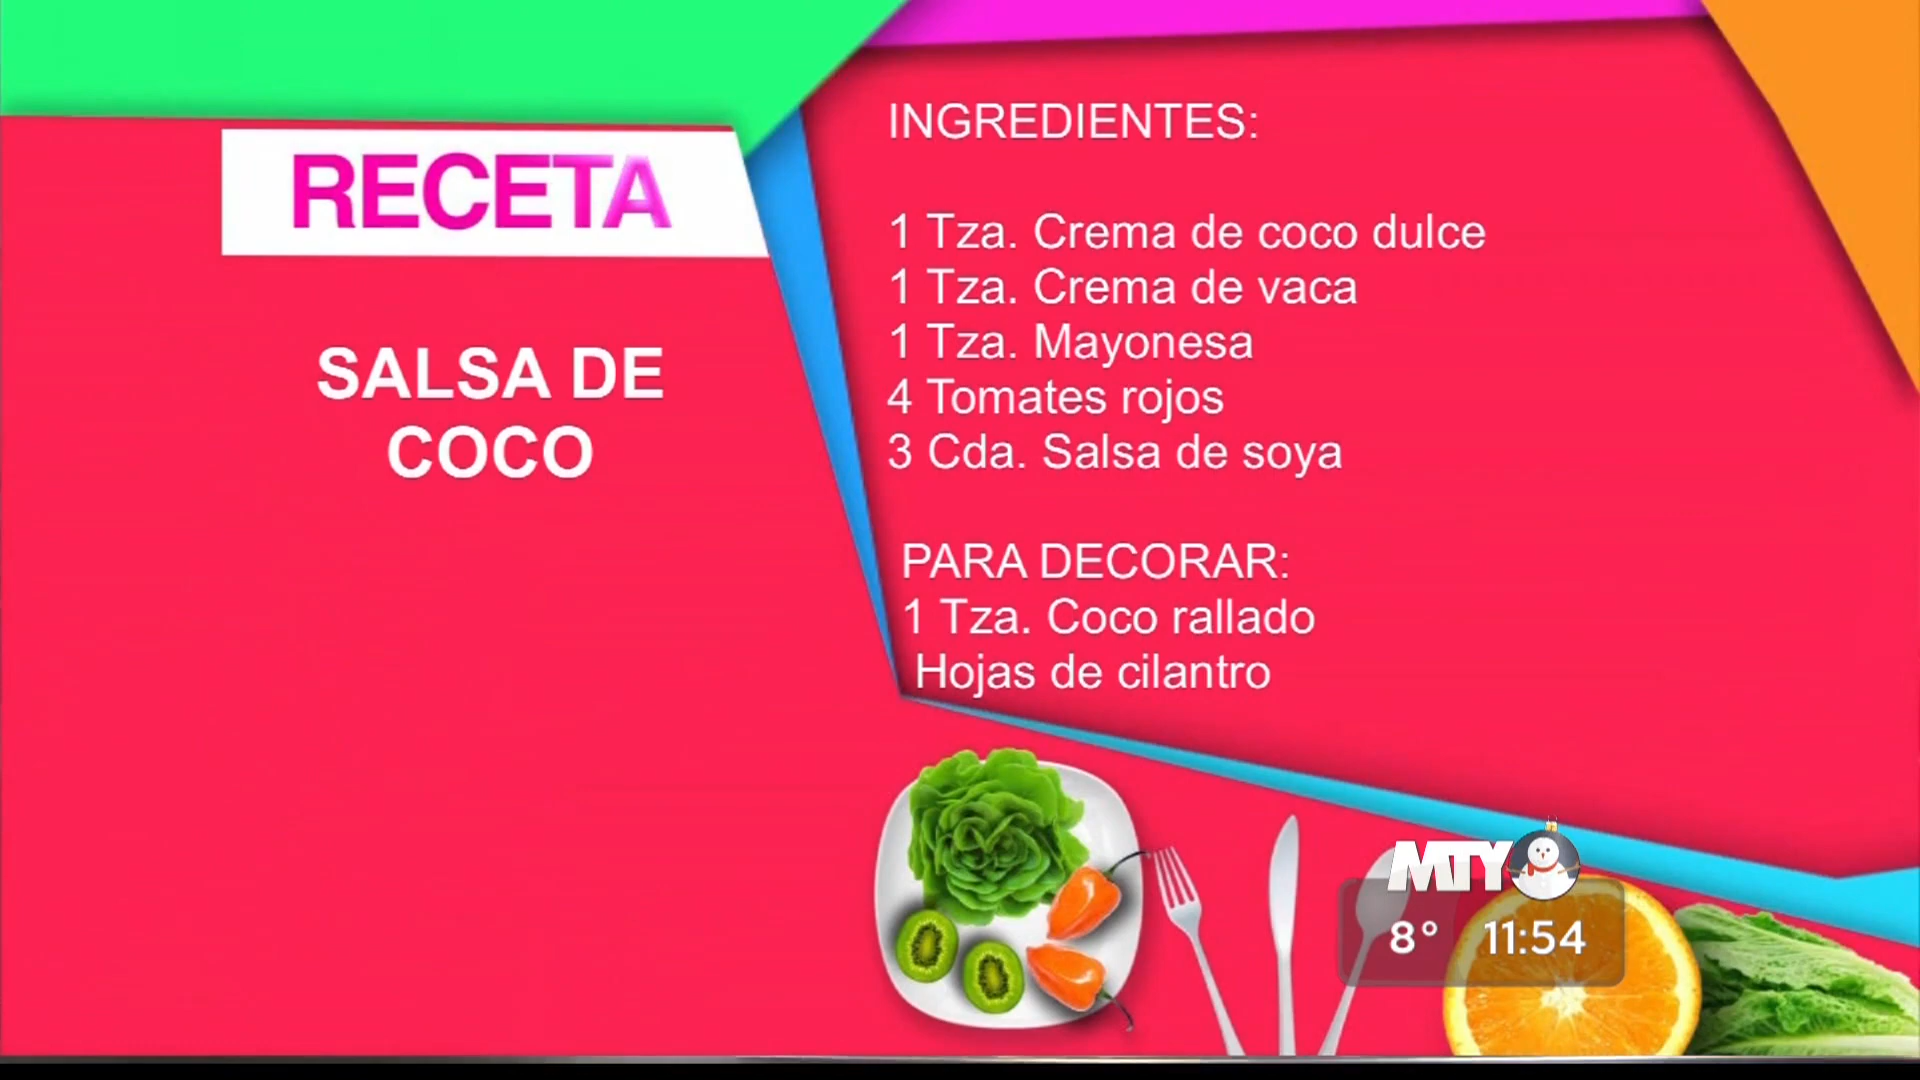 RECETA
SALSA DE
COCO
INGREDIENTES:
1 Tza. Crema de coco dulce
1 Tza. Crema de vaca
1 Tza. Mayonesa
4 Tomates rojos
3 Cda. Salsa de soya
PARA DECORAR:
1 Tza. Coco rallado
Hojas de cilantro
MTY
8° 11:54